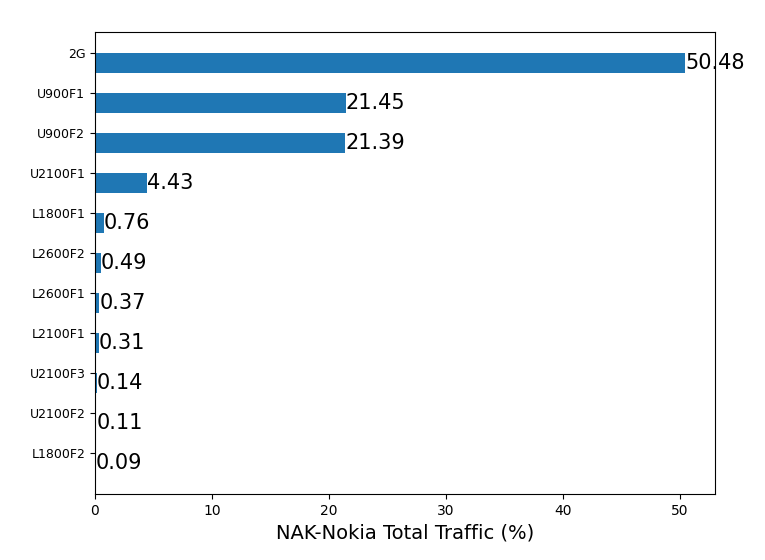 2G 50.48
U900F1 21.45
U900F2 21.39
U2100F1 4.43
L1800F1 0.76
L2600F2 0.49
L2600F1 0.37
L2100F1 0.31
U2100F3 0.14
U2100F2 0.11
L1800F2 0.09
0 10 20 30 40 50
NAK-Nokia Total Traffic (%)